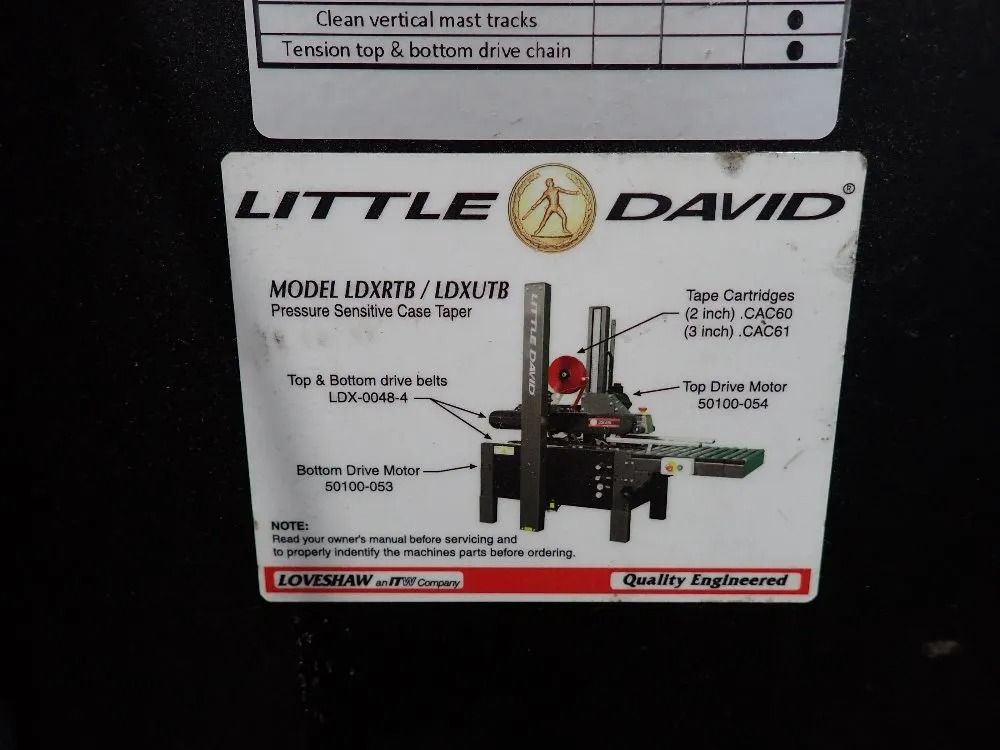 Clean vertical mast tracks
Tension top & bottom drive chain
LITTLE DAVID®
MODEL LDXRTB / LDXUTB
Pressure Sensitive Case Taper
Tape Cartridges
(2 inch) .CAC60
(3 inch) .CAC61
LITTLE DAVID
Top & Bottom drive belts
LDX-0048-4
Top Drive Motor
50100-054
Bottom Drive Motor
50100-053
NOTE:
Read your owner's manual before servicing and
to properly indentify the machines parts before ordering.
LOVESHAW an ITW Company
Quality Engineered